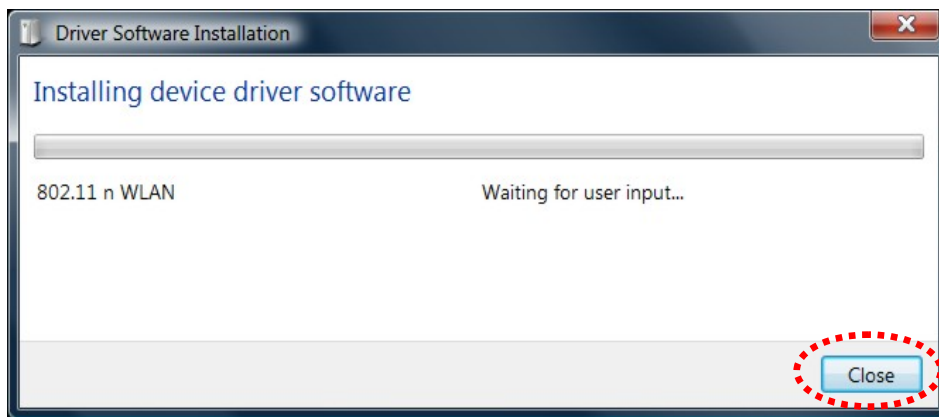 Driver Software Installation
Installing device driver software
802.11 n WLAN Waiting for user input...
Close